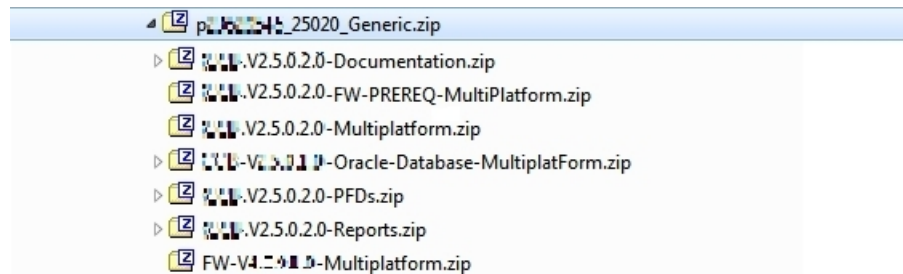 _25020_Generic.zip
.V2.5.0.2.0-Documentation.zip
.V2.5.0.2.0-FW-PREREQ-MultiPlatform.zip
.V2.5.0.2.0-Multiplatform.zip
-Oracle-Database-MultiplatForm.zip
.V2.5.0.2.0-PFDs.zip
.V2.5.0.2.0-Reports.zip
FW-V4. -Multiplatform.zip